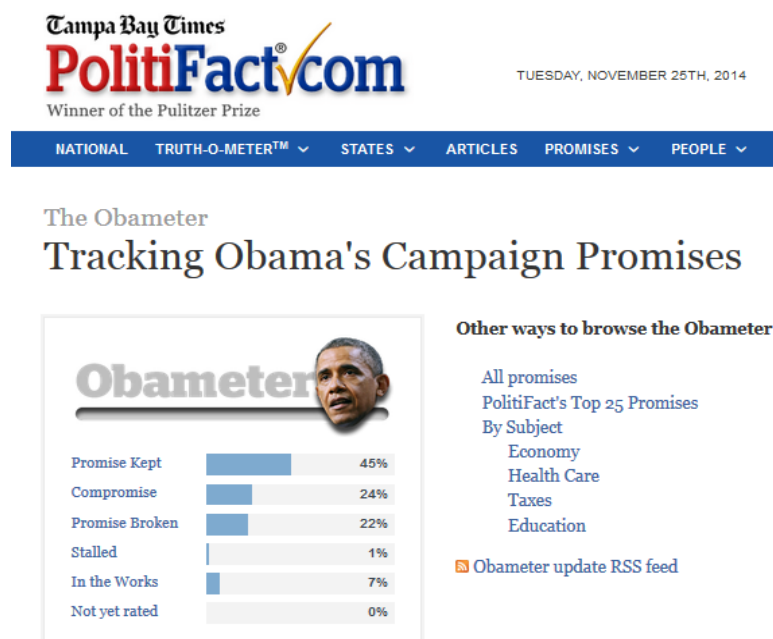 Tampa Bay Times
PolitiFact®com
Winner of the Pulitzer Prize
TUESDAY, NOVEMBER 25TH, 2014
NATIONAL TRUTH-O-METER™ STATES ARTICLES PROMISES PEOPLE
The Obameter
Tracking Obama's Campaign Promises
Obameter
Promise Kept 45%
Compromise 24%
Promise Broken 22%
Stalled 1%
In the Works 7%
Not yet rated 0%
Other ways to browse the Obameter
All promises
PolitiFact's Top 25 Promises
By Subject
Economy
Health Care
Taxes
Education
Obameter update RSS feed